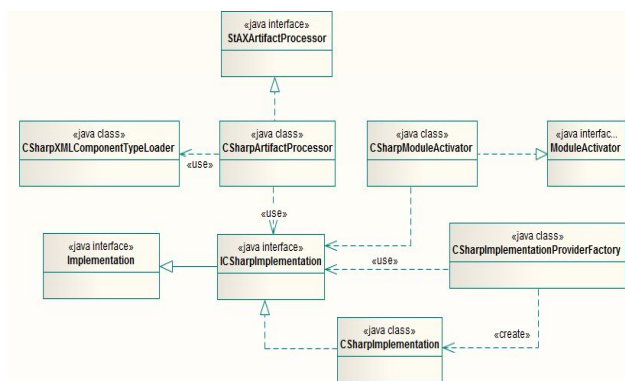 «java interface»
StAXArtifactProcessor
«java class»
CSharpXMLComponentTypeLoader
«java class»
CSharpArtifactProcessor
«java class»
CSharpModuleActivator
«java interfac...
ModuleActivator
«use»
«use»
«java interface»
Implementation
«java interface»
ICSharpImplementation
«use»
«java class»
CSharpImplementationProviderFactory
«java class»
CSharpImplementation
«create»